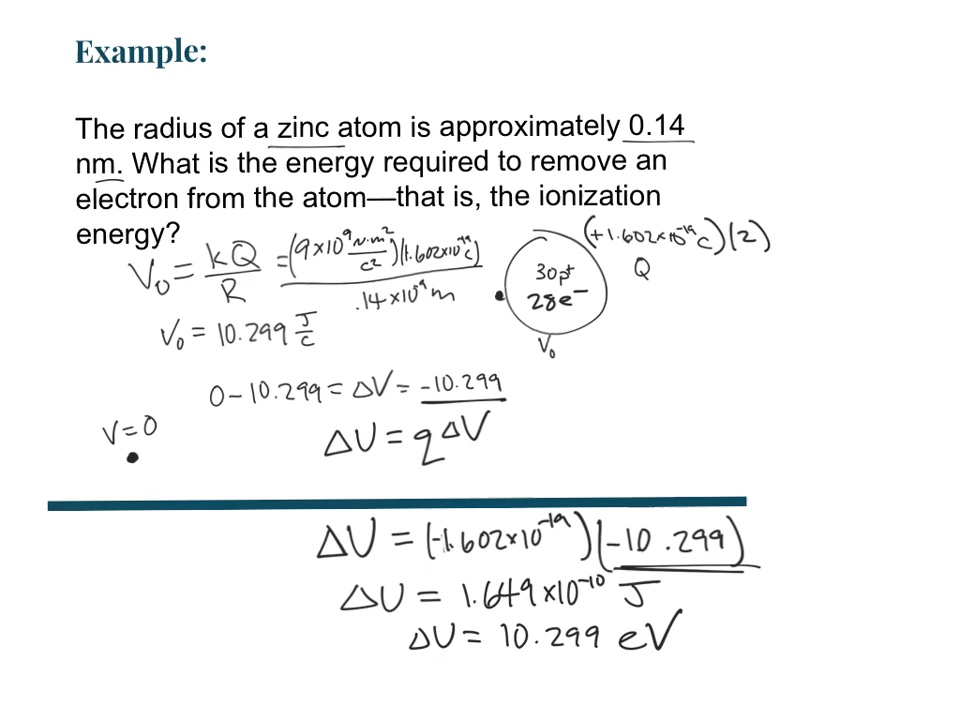 Example:
The radius of a zinc atom is approximately 0.14
nm. What is the energy required to remove an
electron from the atom—that is, the ionization
energy?
V₀ = kQ/R = (9×10⁹ N·m²/C²)(1.602×10⁻¹⁹ C) / .14×10⁻⁹ m
(+1.602×10⁻¹⁹ C)(2)
Q
30p⁺
28e⁻
V₀
V₀ = 10.299 J/C
0 − 10.299 = ΔV = −10.299
V=0
ΔU = qΔV
ΔU = (−1.602×10⁻¹⁹)(−10.299)
ΔU = 1.649×10⁻¹⁰ J
ΔU = 10.299 eV